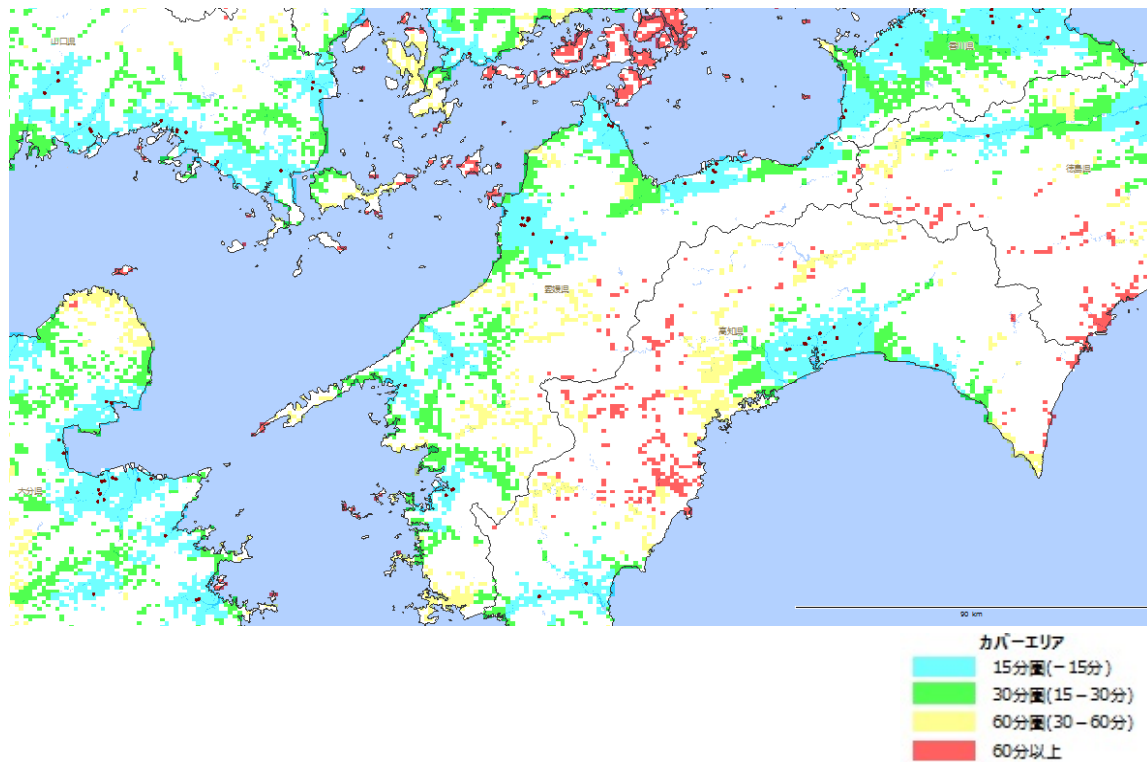 山口県
香川県
徳島県
愛媛県
高知県
大分県
90 km
カバーエリア
15分圏(-15分)
30分圏(15-30分)
60分圏(30-60分)
60分以上